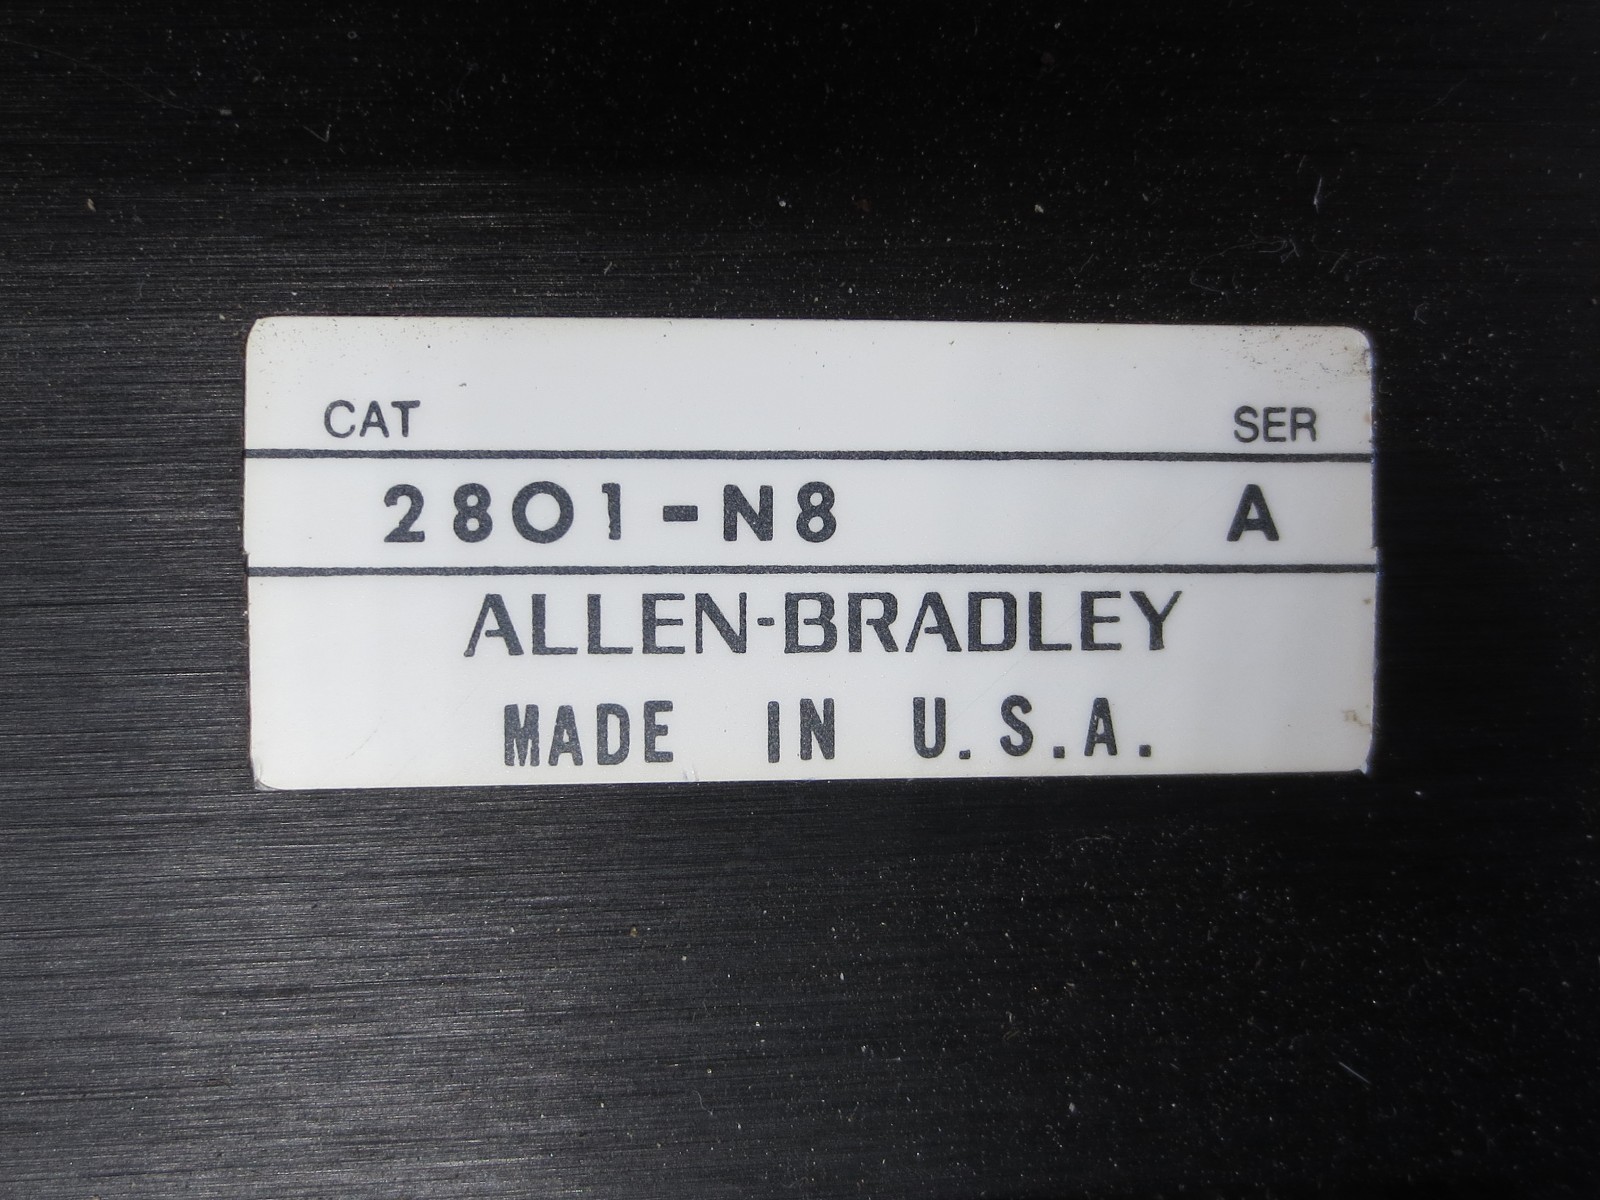 CAT SER
2801-N8 A
ALLEN-BRADLEY
MADE IN U.S.A.